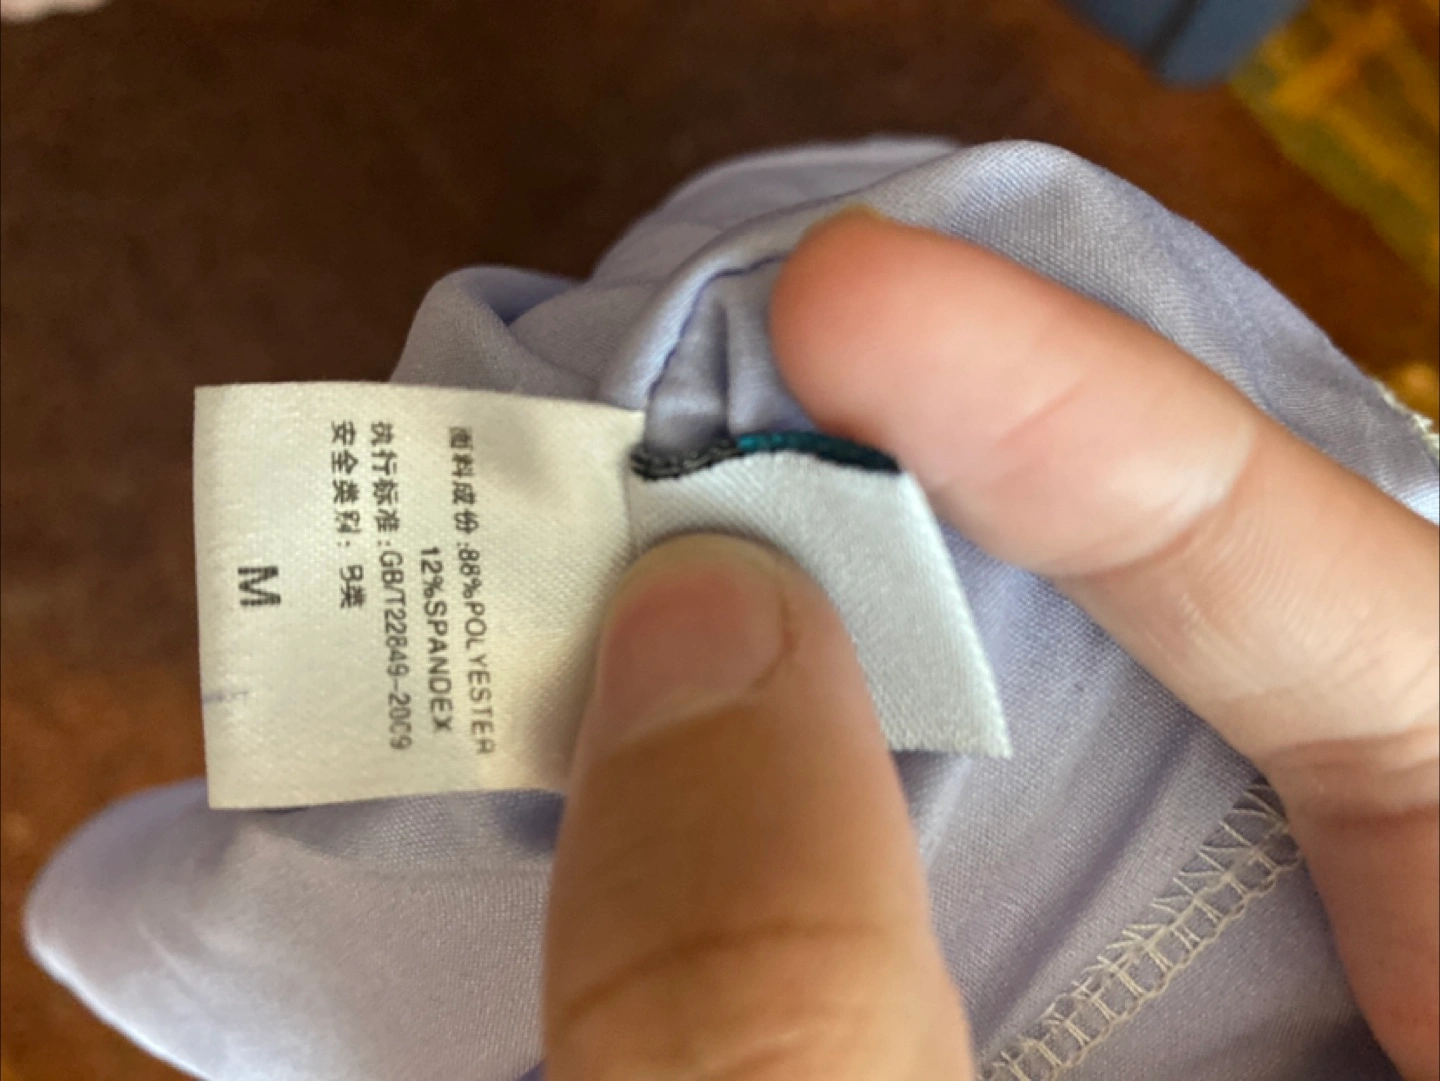 面料成份:88%POLYESTER
12%SPANDEX
执行标准:GB/T22849-2009
安全类别: B类
M